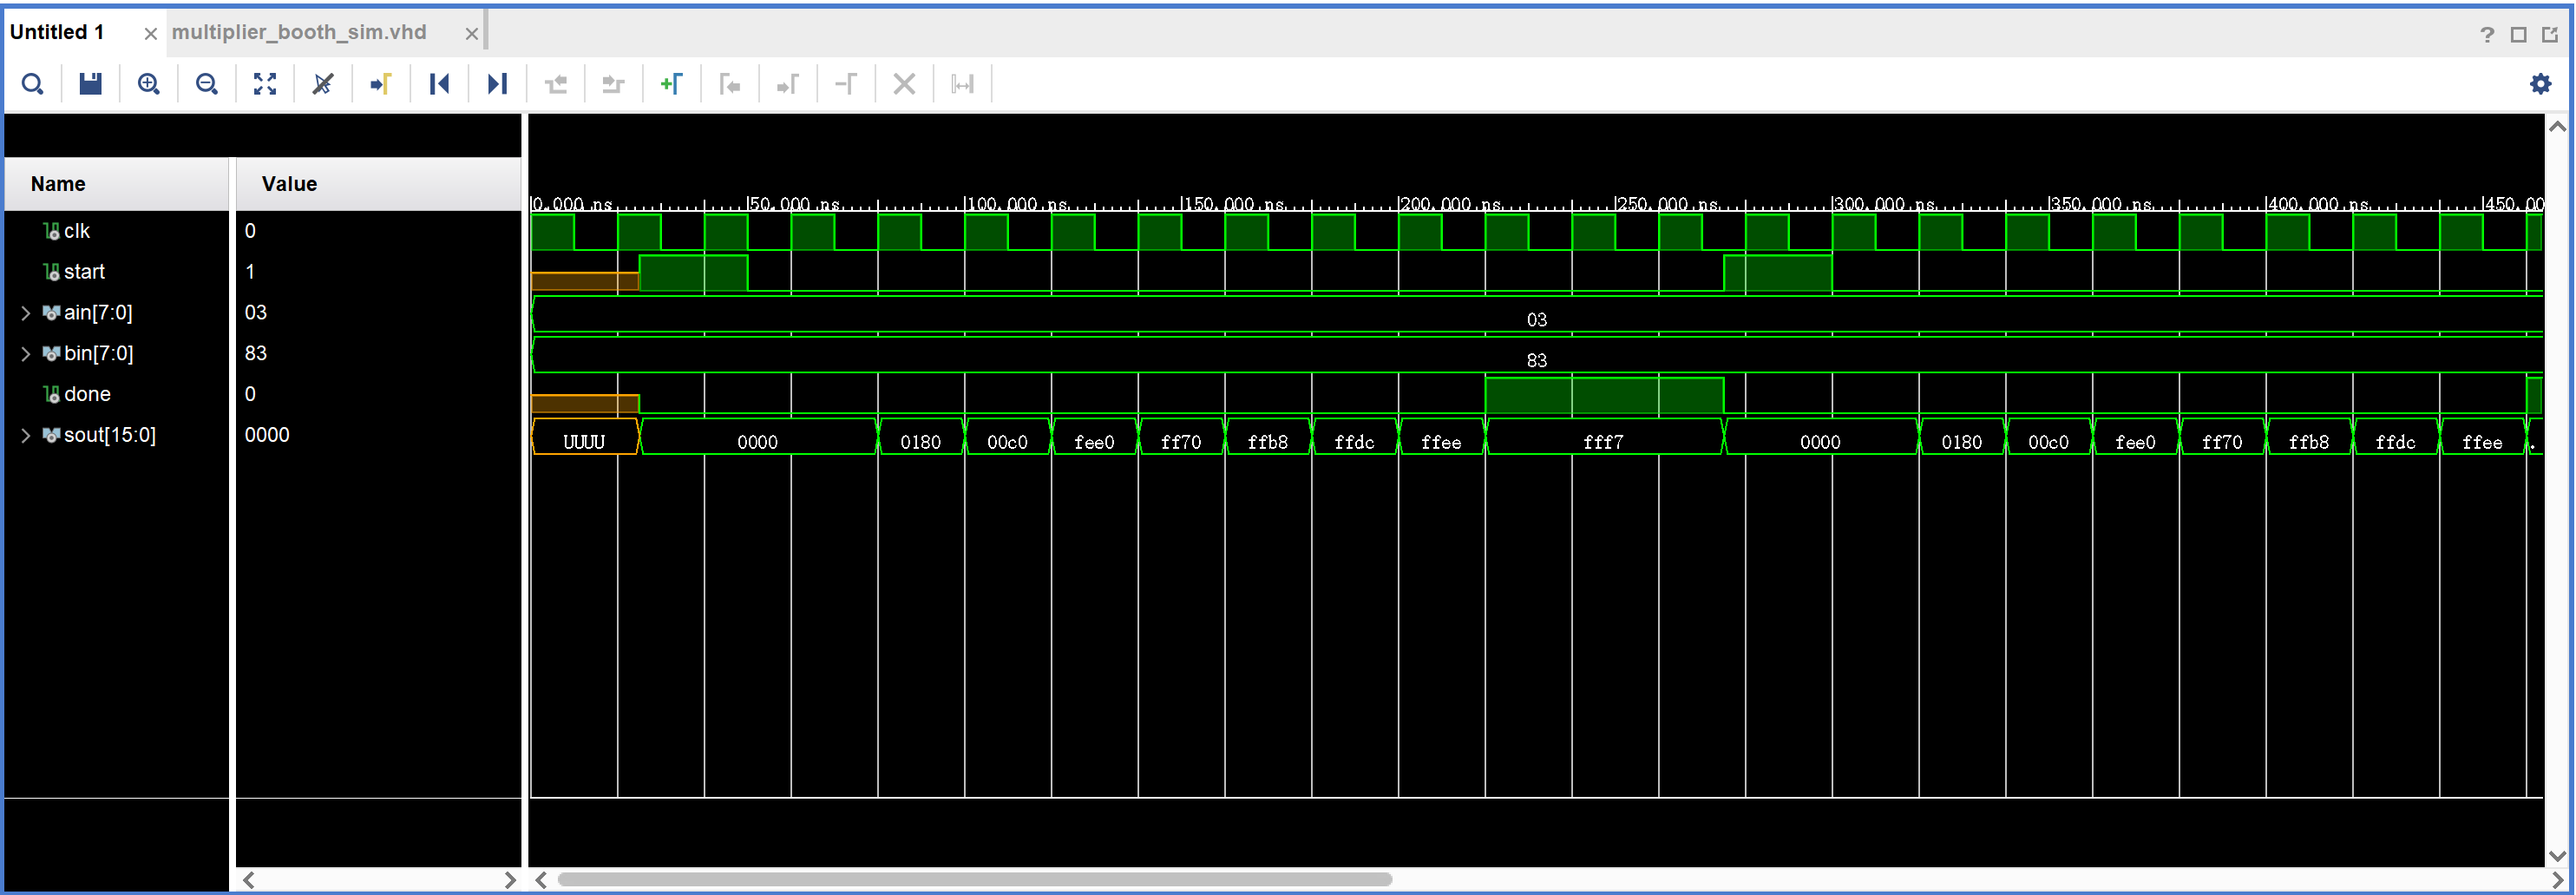 Untitled 1 × multiplier_booth_sim.vhd ×
Name Value
0.000 ns 50.000 ns 100.000 ns 150.000 ns 200.000 ns 250.000 ns 300.000 ns 350.000 ns 400.000 ns 450.00
clk 0
start 1
ain[7:0] 03 03
bin[7:0] 83 83
done 0
sout[15:0] 0000 UUUU 0000 0180 00c0 fee0 ff70 ffb8 ffdc ffee fff7 0000 0180 00c0 fee0 ff70 ffb8 ffdc ffee .